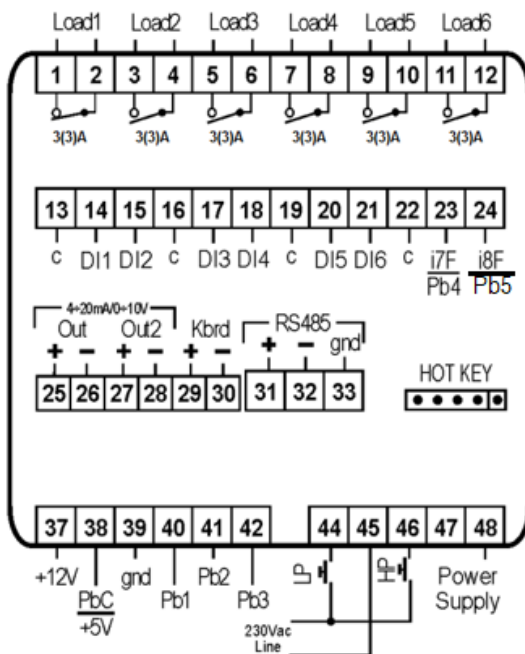 Load1 Load2 Load3 Load4 Load5 Load6
1 2 3 4 5 6 7 8 9 10 11 12
3(3)A 3(3)A 3(3)A 3(3)A 3(3)A 3(3)A
13 14 15 16 17 18 19 20 21 22 23 24
c DI1 DI2 c DI3 DI4 c DI5 DI6 c i7F i8F
Pb4 Pb5
4÷20mA/0÷10V
Out Out2 Kbrd RS485
+ − + − + − + − gnd
25 26 27 28 29 30 31 32 33
HOT KEY
37 38 39 40 41 42 44 45 46 47 48
+12V PbC gnd Pb1 Pb2 Pb3 LP HP Power
+5V Supply
230Vac
Line